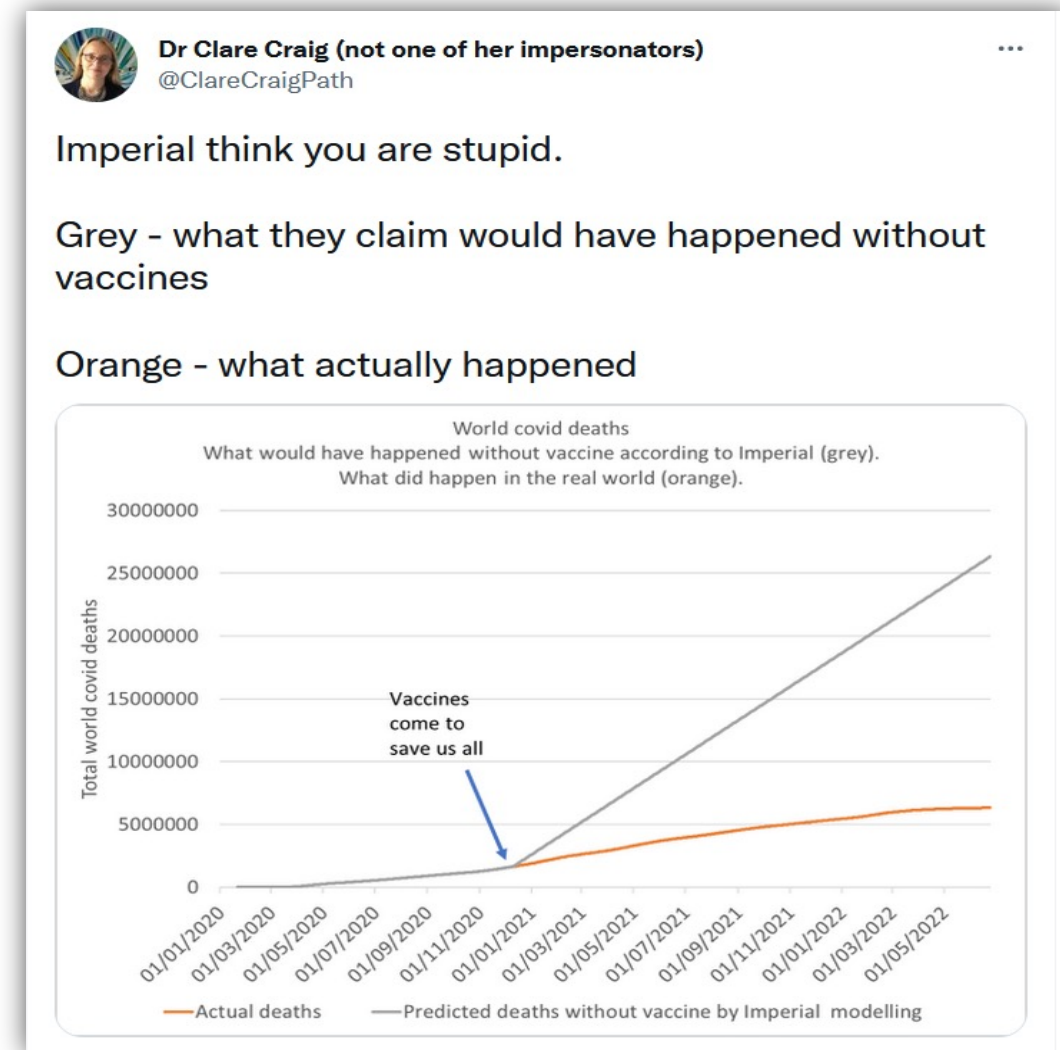 Dr Clare Craig (not one of her impersonators)
@ClareCraigPath
Imperial think you are stupid.
Grey - what they claim would have happened without
vaccines
Orange - what actually happened
World covid deaths
What would have happened without vaccine according to Imperial (grey).
What did happen in the real world (orange).
Total world covid deaths
30000000
25000000
20000000
15000000
10000000
5000000
0
Vaccines
come to
save us all
01/01/2020
01/03/2020
01/05/2020
01/07/2020
01/09/2020
01/11/2020
01/01/2021
01/03/2021
01/05/2021
01/07/2021
01/09/2021
01/11/2021
01/01/2022
01/03/2022
01/05/2022
Actual deaths
Predicted deaths without vaccine by Imperial modelling